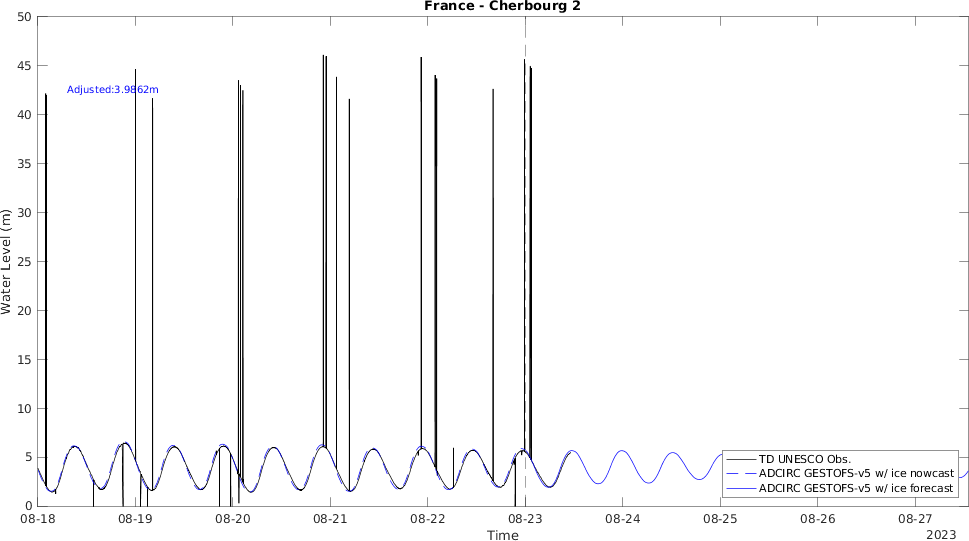 France - Cherbourg 2
50
45
40
35
30
25
20
15
10
5
0
Water Level (m)
Adjusted:3.9862m
TD UNESCO Obs.
ADCIRC GESTOFS-v5 w/ ice nowcast
ADCIRC GESTOFS-v5 w/ ice forecast
08-18 08-19 08-20 08-21 08-22 08-23 08-24 08-25 08-26 08-27
Time
2023